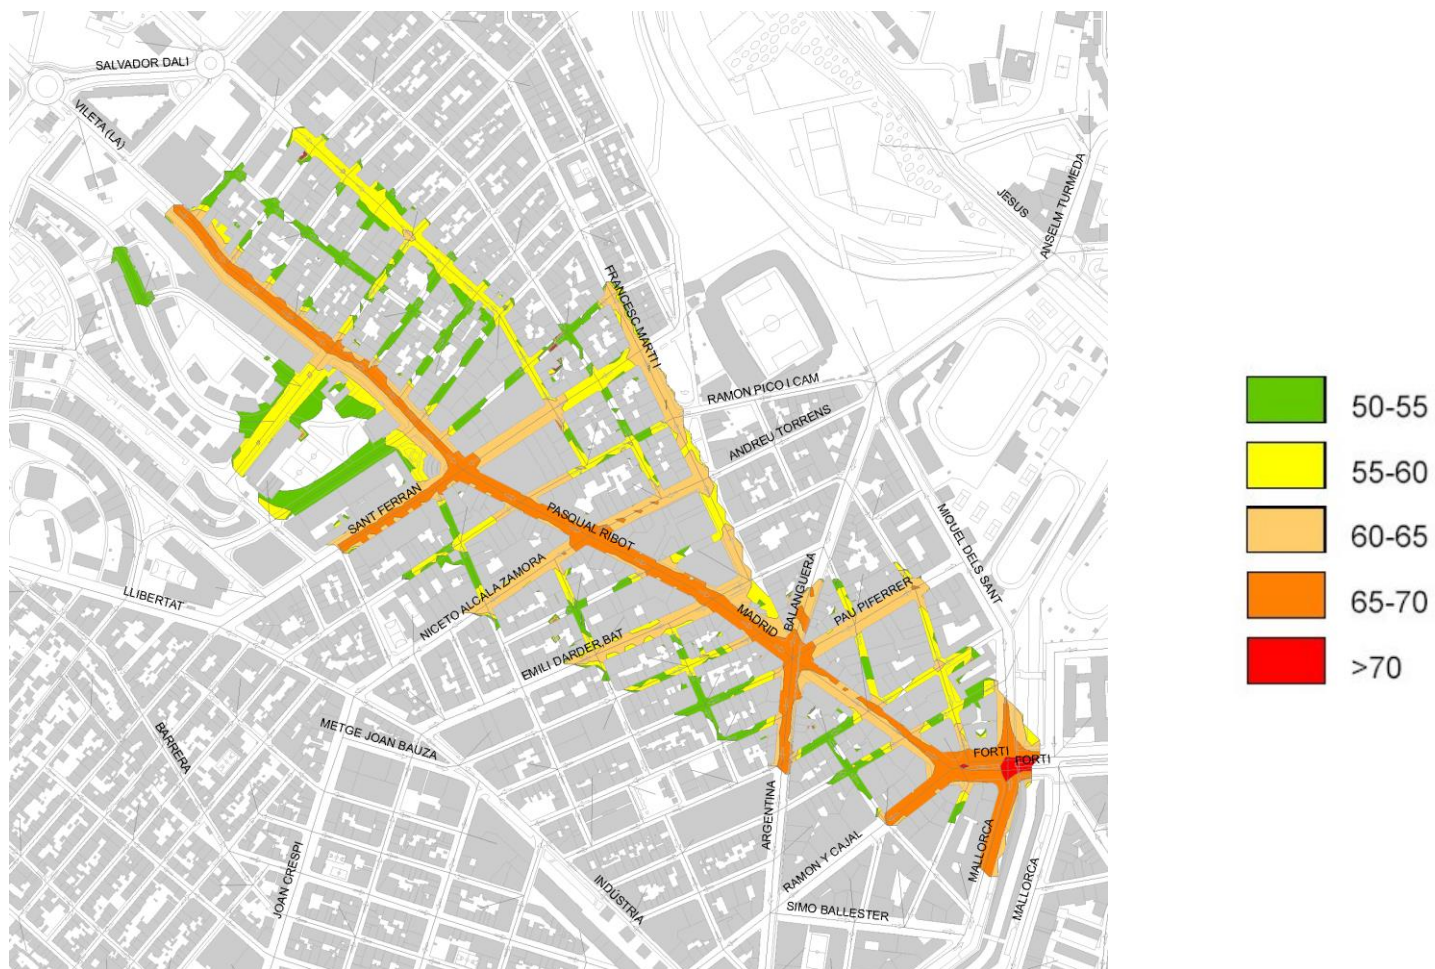 SALVADOR DALI
VILETA (LA)
JESUS
ANSELM TURMEDA
FRANCESC MARTI I
RAMON PICO I CAM
ANDREU TORRENS
50-55
55-60
60-65
65-70
>70
SANT FERRAN
PASQUAL RIBOT
MIQUEL DELS SANT
LLIBERTAT
NICETO ALCALA ZAMORA
BALANGUERA
PAU PIFERRER
MADRID
EMILI DARDER,BAT
METGE JOAN BAUZA
BARRERA
FORTI
FORTI
ARGENTINA
RAMON Y CAJAL
MALLORCA
MALLORCA
JOAN CRESPI
INDÚSTRIA
SIMO BALLESTER